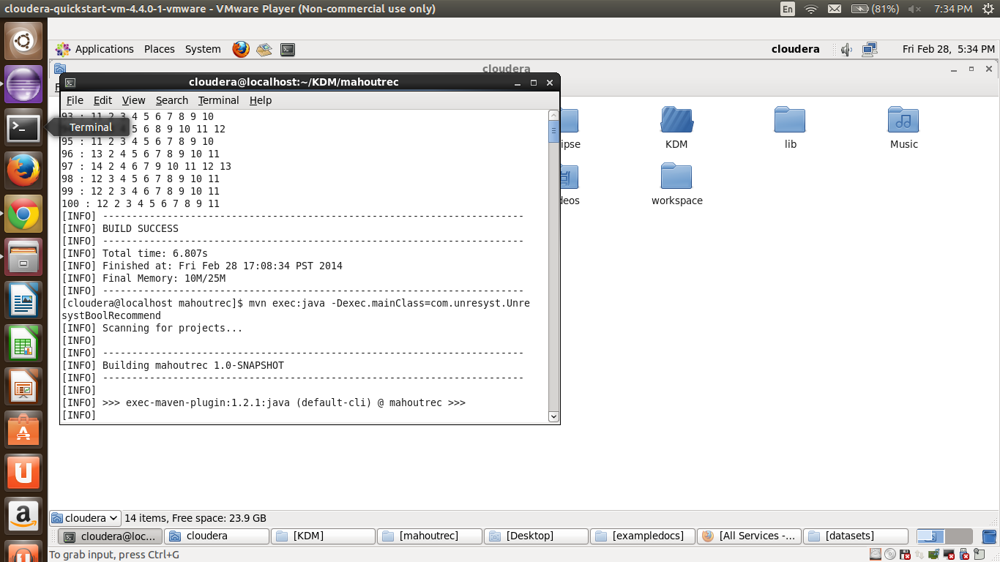 cloudera-quickstart-vm-4.4.0-1-vmware - VMware Player (Non-commercial use only)
En
(81%)
7:34 PM
Applications Places System
cloudera
Fri Feb 28, 5:34 PM
cloudera
cloudera@localhost:~/KDM/mahoutrec
File Edit View Search Terminal Help
93 : 11 2 3 4 5 6 7 8 9 10
Terminal
5 6 8 9 10 11 12
95 : 11 2 3 4 5 6 7 8 9 10
96 : 13 2 4 5 6 7 8 9 10 11
97 : 14 2 4 6 7 9 10 11 12 13
98 : 12 3 4 5 6 7 8 9 10 11
99 : 12 2 3 4 6 7 8 9 10 11
100 : 12 2 3 4 5 6 7 8 9 11
[INFO] ------------------------------------------------------------------------
[INFO] BUILD SUCCESS
[INFO] ------------------------------------------------------------------------
[INFO] Total time: 6.807s
[INFO] Finished at: Fri Feb 28 17:08:34 PST 2014
[INFO] Final Memory: 10M/25M
[INFO] ------------------------------------------------------------------------
[cloudera@localhost mahoutrec]$ mvn exec:java -Dexec.mainClass=com.unresyst.Unre
systBoolRecommend
[INFO] Scanning for projects...
[INFO]
[INFO] ------------------------------------------------------------------------
[INFO] Building mahoutrec 1.0-SNAPSHOT
[INFO] ------------------------------------------------------------------------
[INFO]
[INFO] >>> exec-maven-plugin:1.2.1:java (default-cli) @ mahoutrec >>>
[INFO]
ipse
KDM
lib
Music
deos
workspace
cloudera
14 items, Free space: 23.9 GB
cloudera@loc...
cloudera
[KDM]
[mahoutrec]
[Desktop]
[exampledocs]
[All Services -...
[datasets]
To grab input, press Ctrl+G